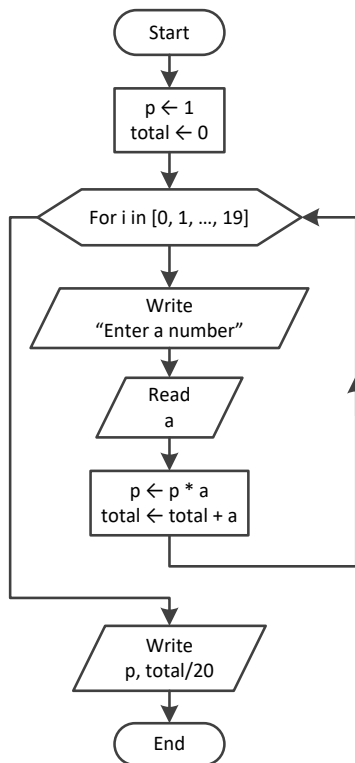 Start
p ← 1
total ← 0
For i in [0, 1, …, 19]
Write
“Enter a number”
Read
a
p ← p * a
total ← total + a
Write
p, total/20
End